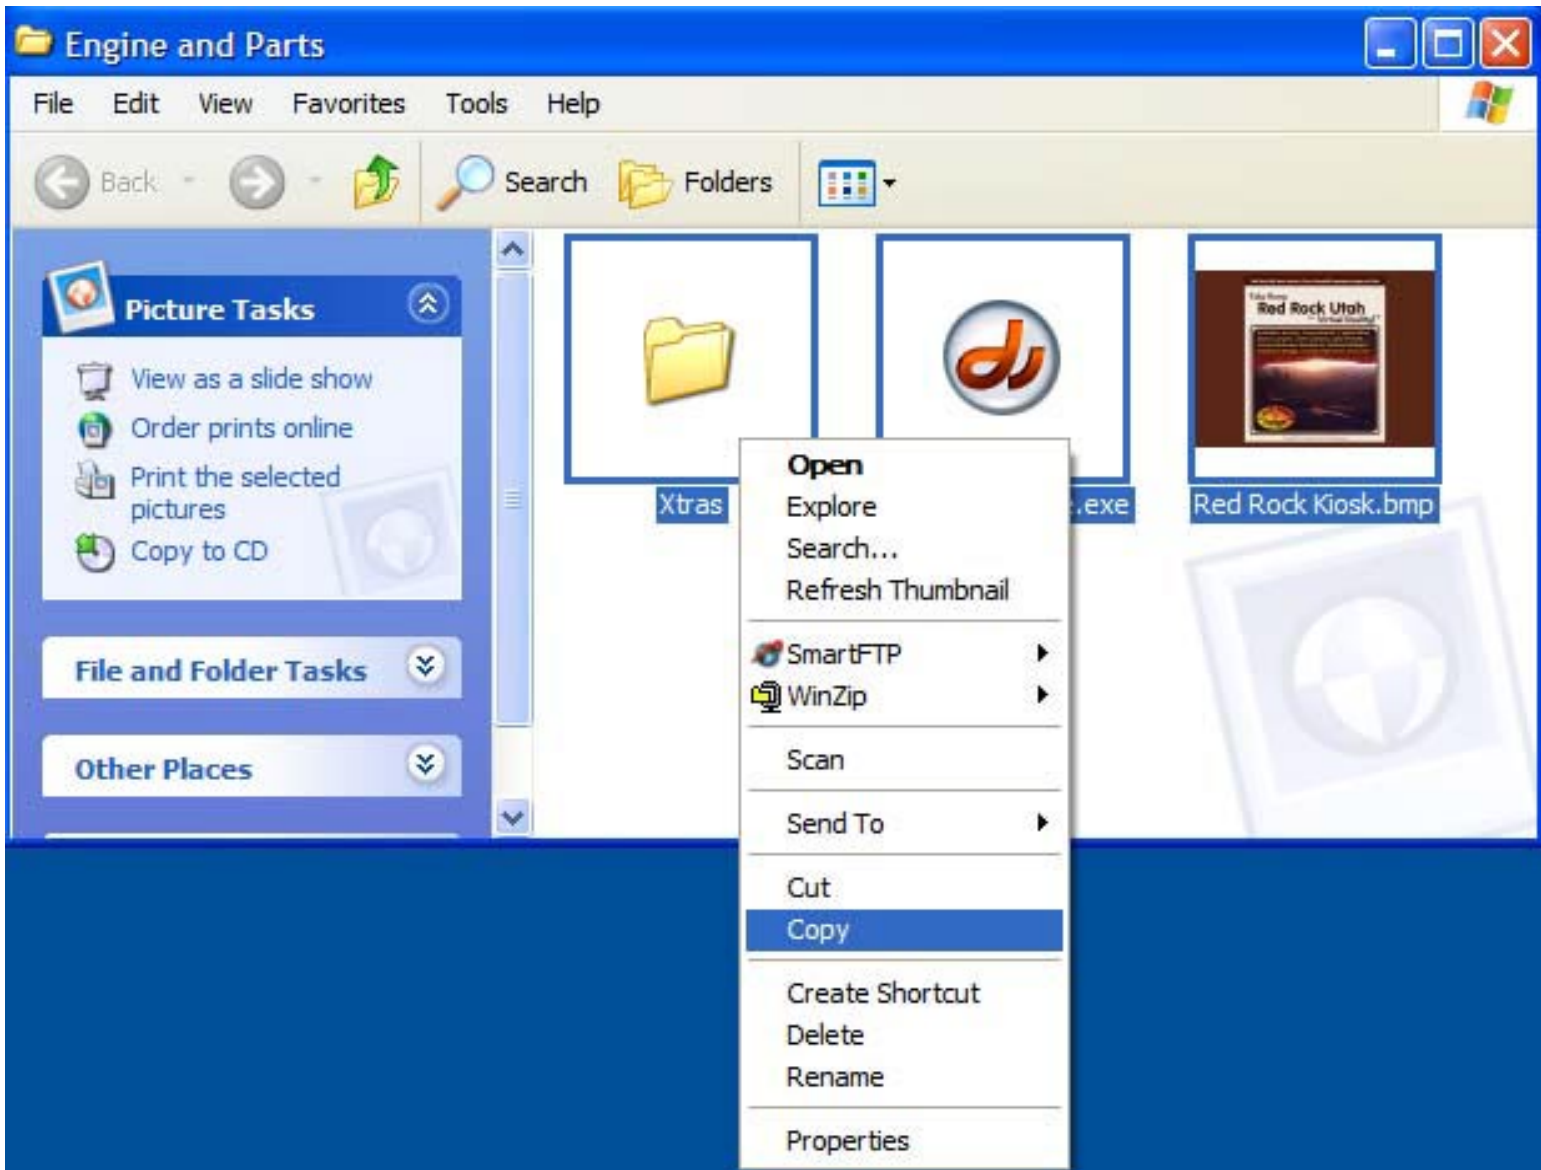 Engine and Parts
File Edit View Favorites Tools Help
Back Search Folders
Picture Tasks
View as a slide show
Order prints online
Print the selected
pictures
Copy to CD
File and Folder Tasks
Other Places
Red Rock Utah
Xtras
.exe
Red Rock Kiosk.bmp
Open
Explore
Search...
Refresh Thumbnail
SmartFTP
WinZip
Scan
Send To
Cut
Copy
Create Shortcut
Delete
Rename
Properties